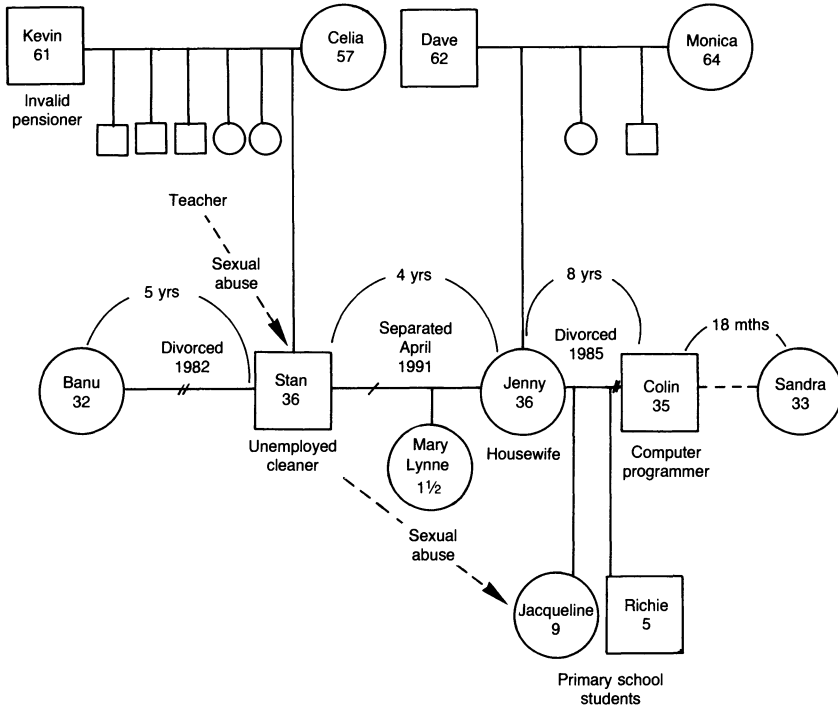 Kevin
61
Celia
57
Dave
62
Monica
64
Invalid
pensioner
Teacher
Sexual
abuse
5 yrs
4 yrs
8 yrs
18 mths
Divorced
1982
Separated
April
1991
Divorced
1985
Banu
32
Stan
36
Jenny
36
Colin
35
Sandra
33
Unemployed
cleaner
Mary
Lynne
1½
Housewife
Computer
programmer
Sexual
abuse
Jacqueline
9
Richie
5
Primary school
students